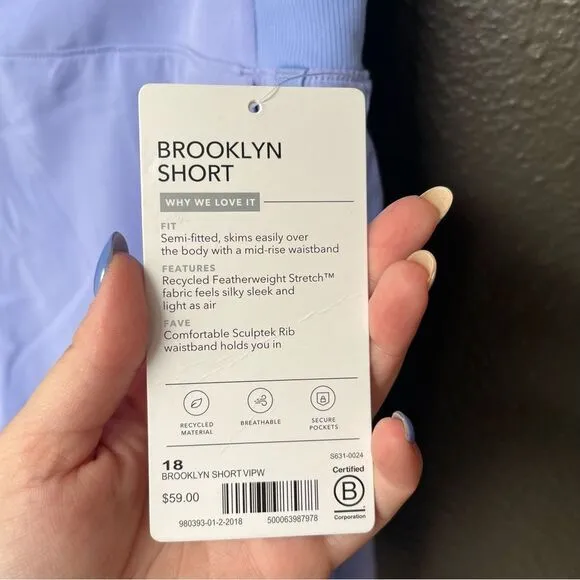 BROOKLYN
SHORT
WHY WE LOVE IT
FIT
Semi-fitted, skims easily over
the body with a mid-rise waistband
FEATURES
Recycled Featherweight Stretch™
fabric feels silky sleek and
light as air
FAVE
Comfortable Sculptek Rib
waistband holds you in
RECYCLED
MATERIAL
BREATHABLE
SECURE
POCKETS
18
S631-0024
BROOKLYN SHORT VIPW
$59.00
980393-01-2-2018
500063987978
Certified
B
Corporation